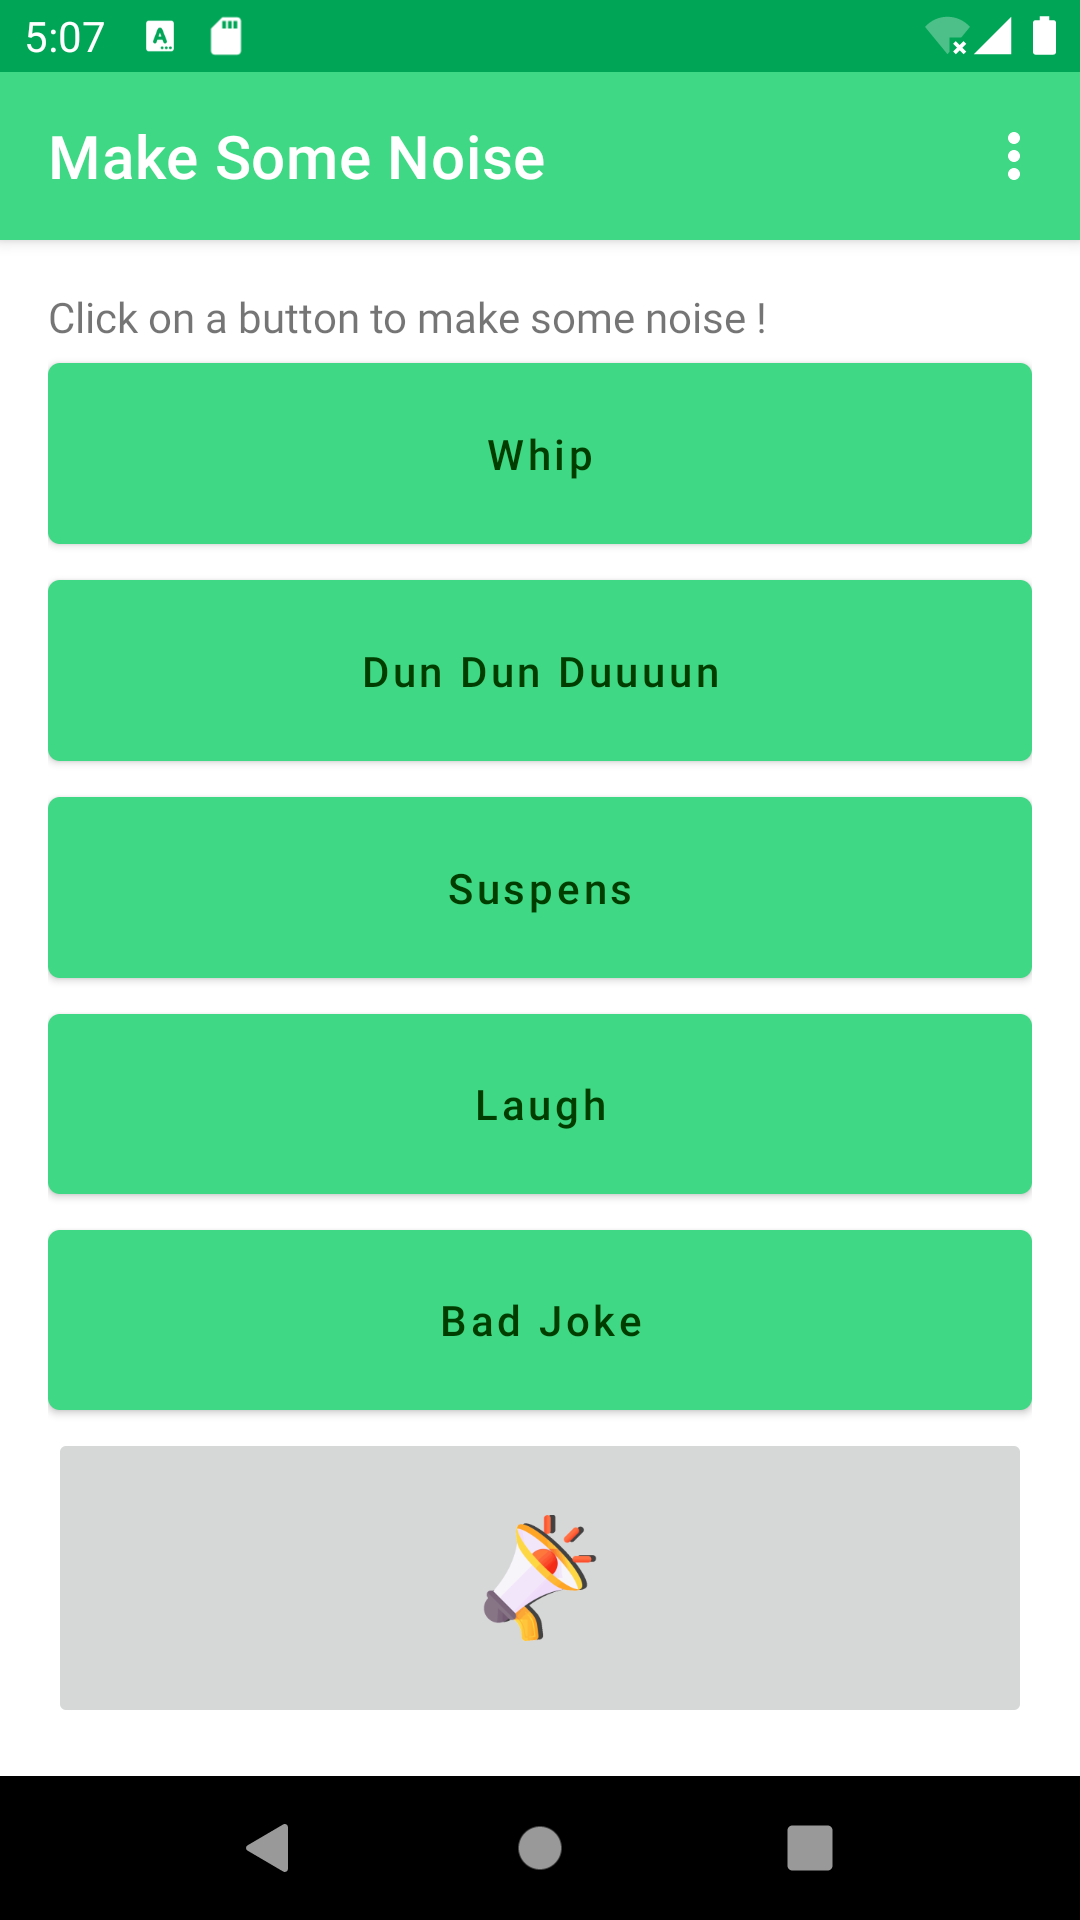 5:07
Make Some Noise
Click on a button to make some noise !
Whip
Dun Dun Duuuun
Suspens
Laugh
Bad Joke